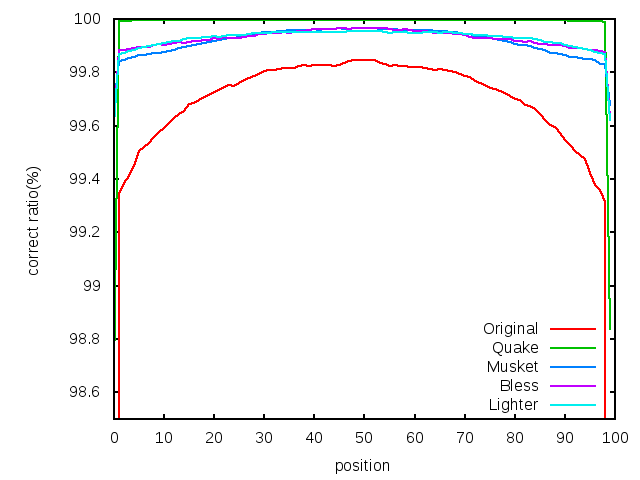 100
99.8
99.6
99.4
99.2
99
98.8
98.6
correct ratio(%)
Original
Quake
Musket
Bless
Lighter
0 10 20 30 40 50 60 70 80 90 100
position